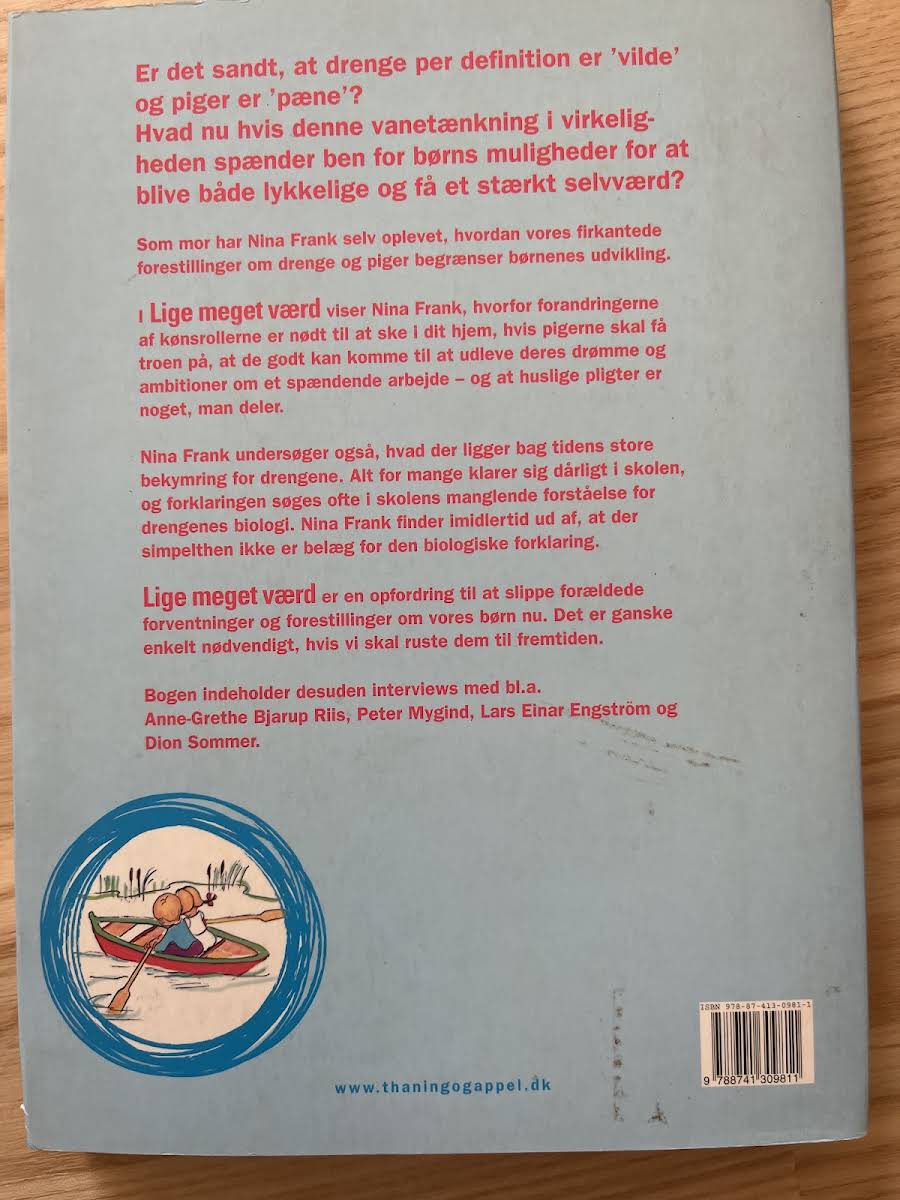 Er det sandt, at drenge per definition er ’vilde’
og piger er ’pæne’?
Hvad nu hvis denne vanetænkning i virkelig-
heden spænder ben for børns muligheder for at
blive både lykkelige og få et stærkt selvværd?
Som mor har Nina Frank selv oplevet, hvordan vores firkantede
forestillinger om drenge og piger begrænser børnenes udvikling.
I Lige meget værd viser Nina Frank, hvorfor forandringerne
af kønsrollerne er nødt til at ske i dit hjem, hvis pigerne skal få
troen på, at de godt kan komme til at udleve deres drømme og
ambitioner om et spændende arbejde – og at huslige pligter er
noget, man deler.
Nina Frank undersøger også, hvad der ligger bag tidens store
bekymring for drengene. Alt for mange klarer sig dårligt i skolen,
og forklaringen søges ofte i skolens manglende forståelse for
drengenes biologi. Nina Frank finder imidlertid ud af, at der
simpelthen ikke er belæg for den biologiske forklaring.
Lige meget værd er en opfordring til at slippe forældede
forventninger og forestillinger om vores børn nu. Det er ganske
enkelt nødvendigt, hvis vi skal ruste dem til fremtiden.
Bogen indeholder desuden interviews med bl.a.
Anne-Grethe Bjarup Riis, Peter Mygind, Lars Einar Engström og
Dion Sommer.
www.thaningogappel.dk
ISBN 978-87-413-0981-1
9 788741 309811